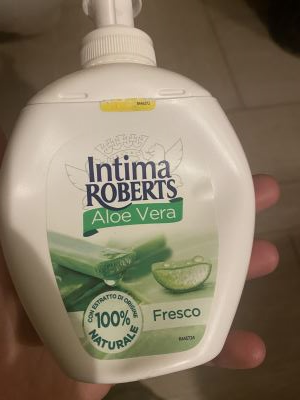 Intima
ROBERTS
Aloe Vera
CON ESTRATTO DI ORIGINE
100%
NATURALE
Fresco